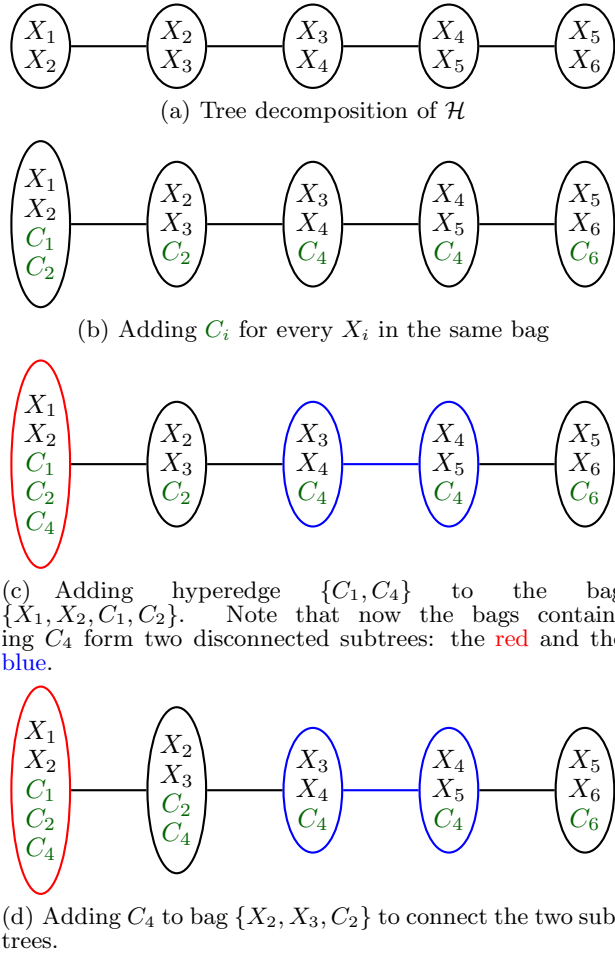 X₁ X₂ X₃ X₄ X₅
X₂ X₃ X₄ X₅ X₆
(a) Tree decomposition of ℋ
X₁
X₂ X₂ X₃ X₄ X₅
C₁ X₃ X₄ X₅ X₆
C₂ C₂ C₄ C₄ C₆
(b) Adding Cᵢ for every Xᵢ in the same bag
X₁
X₂ X₂ X₃ X₄ X₅
C₁ X₃ X₄ X₅ X₆
C₂ C₂ C₄ C₄ C₆
C₄
(c) Adding hyperedge {C₁, C₄} to the bag
{X₁, X₂, C₁, C₂}. Note that now the bags contain-
ing C₄ form two disconnected subtrees: the red and the
blue.
X₁ X₂
X₂ X₃ X₃ X₄ X₅
C₁ C₂ X₄ X₅ X₆
C₂ C₄ C₄ C₄ C₆
C₄
(d) Adding C₄ to bag {X₂, X₃, C₂} to connect the two sub-
trees.